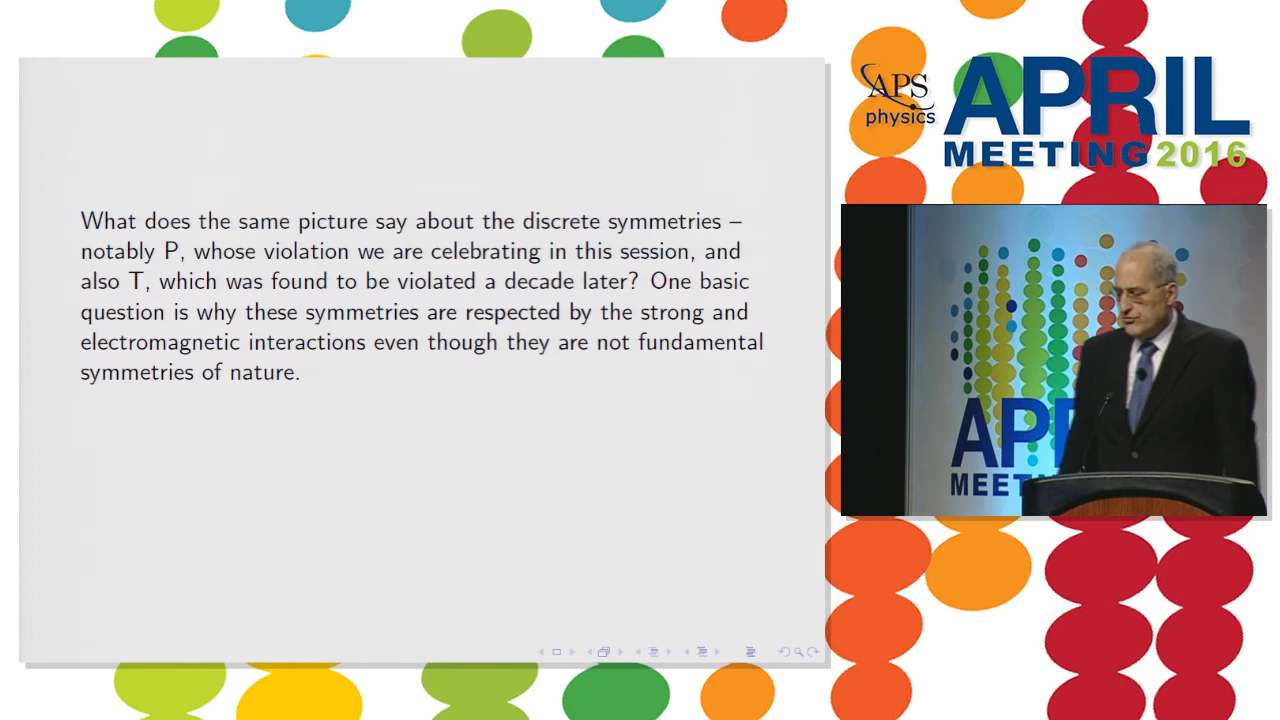 What does the same picture say about the discrete symmetries –
notably P, whose violation we are celebrating in this session, and
also T, which was found to be violated a decade later? One basic
question is why these symmetries are respected by the strong and
electromagnetic interactions even though they are not fundamental
symmetries of nature.
APS
physics
APRIL
MEETING 2016
AP
MEET